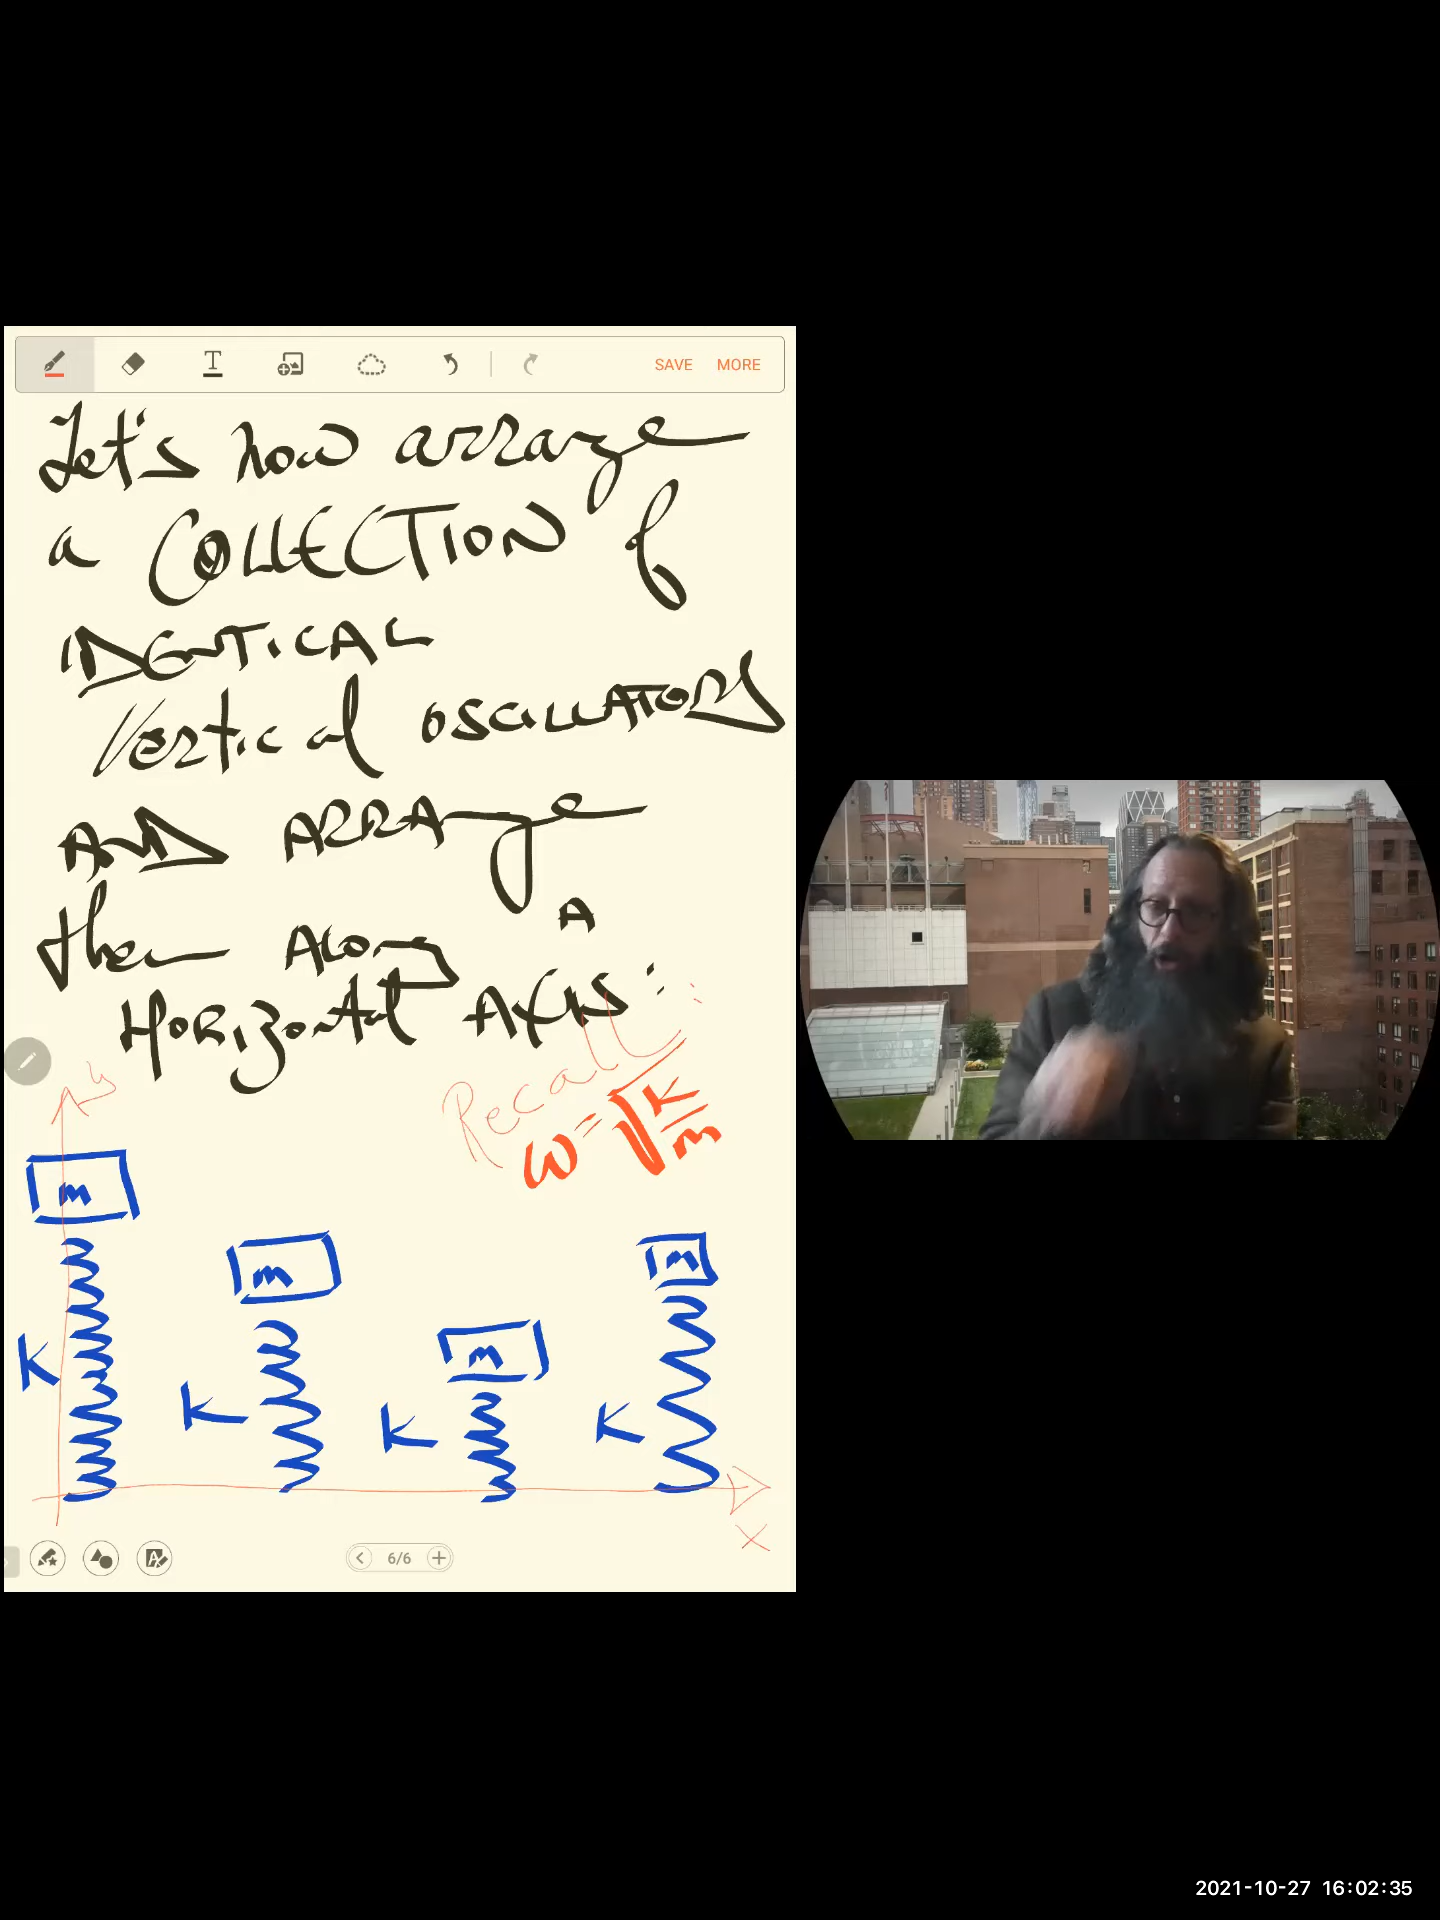 SAVE MORE
Let's now arrange
a COLLECTION of
IDENTICAL
Vertical OSCILLATORY
AND ARRAnge
them Along A
HORIZontal AXIS:
Recall:
ω=√K/m
y
m
m
m
m
K
K
K
K
x
6/6
2021-10-27 16:02:35